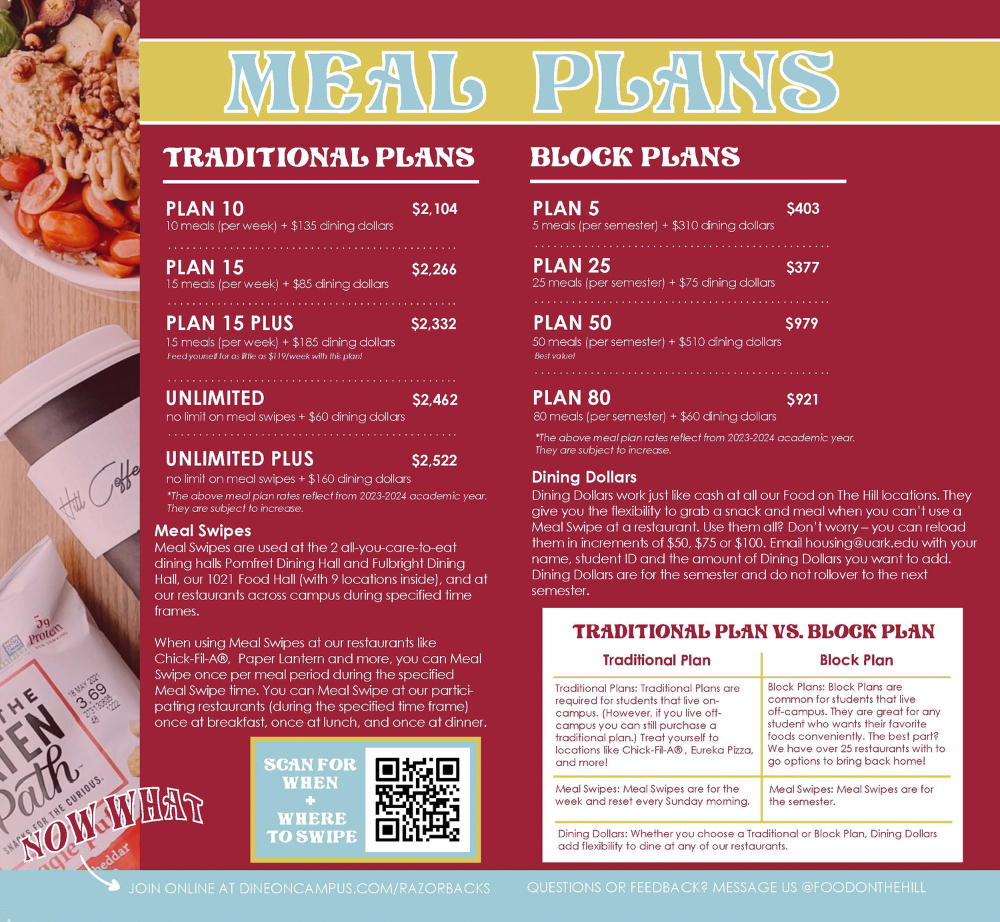 MEAL PLANS
TRADITIONAL PLANS
PLAN 10 $2,104
10 meals (per week) + $135 dining dollars
PLAN 15 $2,266
15 meals (per week) + $85 dining dollars
PLAN 15 PLUS $2,332
15 meals (per week) + $185 dining dollars
Feed yourself for as little as $119/week with this plan!
UNLIMITED $2,462
no limit on meal swipes + $60 dining dollars
UNLIMITED PLUS $2,522
no limit on meal swipes + $160 dining dollars
*The above meal plan rates reflect from 2023-2024 academic year.
They are subject to increase.
Meal Swipes
Meal Swipes are used at the 2 all-you-care-to-eat
dining halls Pomfret Dining Hall and Fulbright Dining
Hall, our 1021 Food Hall (with 9 locations inside), and at
our restaurants across campus during specified time
frames.
When using Meal Swipes at our restaurants like
Chick-Fil-A®, Paper Lantern and more, you can Meal
Swipe once per meal period during the specified
Meal Swipe time. You can Meal Swipe at our partici-
pating restaurants (during the specified time frame)
once at breakfast, once at lunch, and once at dinner.
SCAN FOR
WHEN
+
WHERE
TO SWIPE
BLOCK PLANS
PLAN 5 $403
5 meals (per semester) + $310 dining dollars
PLAN 25 $377
25 meals (per semester) + $75 dining dollars
PLAN 50 $979
50 meals (per semester) + $510 dining dollars
Best value!
PLAN 80 $921
80 meals (per semester) + $60 dining dollars
*The above meal plan rates reflect from 2023-2024 academic year.
They are subject to increase.
Dining Dollars
Dining Dollars work just like cash at all our Food on The Hill locations. They
give you the flexibility to grab a snack and meal when you can't use a
Meal Swipe at a restaurant. Use them all? Don't worry – you can reload
them in increments of $50, $75 or $100. Email housing@uark.edu with your
name, student ID and the amount of Dining Dollars you want to add.
Dining Dollars are for the semester and do not rollover to the next
semester.
TRADITIONAL PLAN VS. BLOCK PLAN
Traditional Plan
Traditional Plans: Traditional Plans are
required for students that live on-
campus. (However, if you live off-
campus you can still purchase a
traditional plan.) Treat yourself to
locations like Chick-Fil-A®, Eureka Pizza,
and more!
Meal Swipes: Meal Swipes are for the
week and reset every Sunday morning.
Block Plan
Block Plans: Block Plans are
common for students that live
off-campus. They are great for any
student who wants their favorite
foods conveniently. The best part?
We have over 25 restaurants with to
go options to bring back home!
Meal Swipes: Meal Swipes are for
the semester.
Dining Dollars: Whether you choose a Traditional or Block Plan, Dining Dollars
add flexibility to dine at any of our restaurants.
Hill Coffe
5g
Protein
PER SERVING
18 MAY 2021
3.69
THE
TEN
Path
SNACKS FOR THE CURIOUS.
heddar
NOW WHAT
JOIN ONLINE AT DINEONCAMPUS.COM/RAZORBACKS
QUESTIONS OR FEEDBACK? MESSAGE US @FOODONTHEHILL